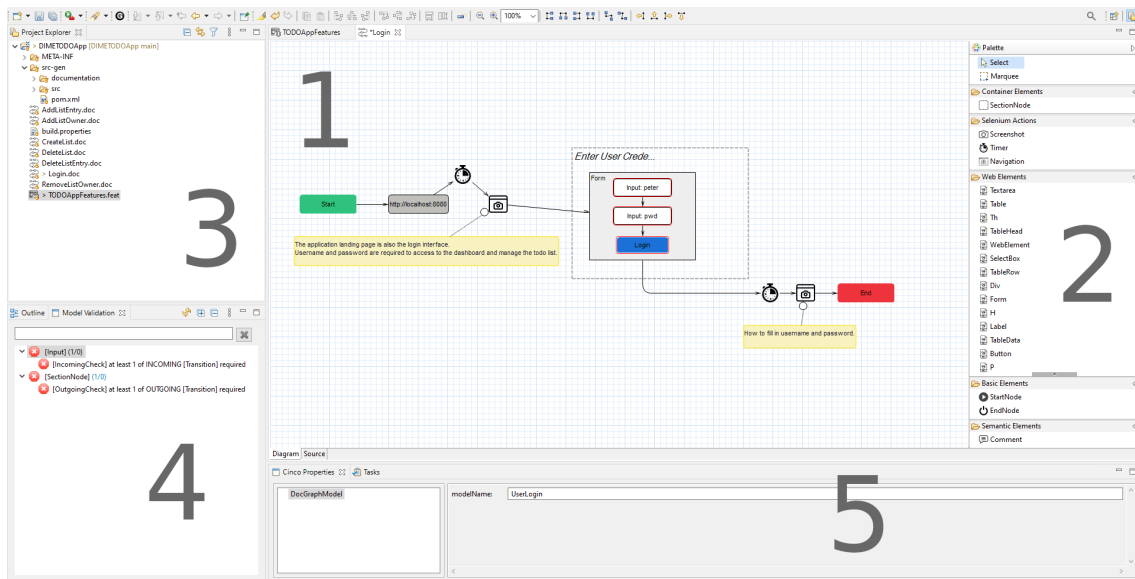 100%
Project Explorer
> DIMETODOApp [DIMETODOApp main]
> META-INF
src-gen
documentation
src
pom.xml
AddListEntry.doc
AddListOwner.doc
build.properties
CreateList.doc
DeleteList.doc
DeleteListEntry.doc
> Login.doc
RemoveListOwner.doc
> TODOAppFeatures.feat
3
Outline
Model Validation
[Input] (1/0)
[IncomingCheck] at least 1 of INCOMING [Transition] required
[SectionNode] (1/0)
[OutgoingCheck] at least 1 of OUTGOING [Transition] required
4
TODOAppFeatures
*Login
1
Start
http://localhost:8080
The application landing page is also the login interface.
Username and password are required to access to the dashboard and manage the todo list.
Enter User Crede...
Form
Input: peter
Input: pwd
Login
How to fill in username and password.
End
Diagram
Source
Palette
Select
Marquee
Container Elements
SectionNode
Selenium Actions
Screenshot
Timer
Navigation
Web Elements
Textarea
Table
Th
TableHead
WebElement
SelectBox
TableRow
Div
Form
H
Label
TableData
Button
P
Basic Elements
StartNode
EndNode
Semantic Elements
Comment
2
Cinco Properties
Tasks
DocGraphModel
modelName:
UserLogin
5